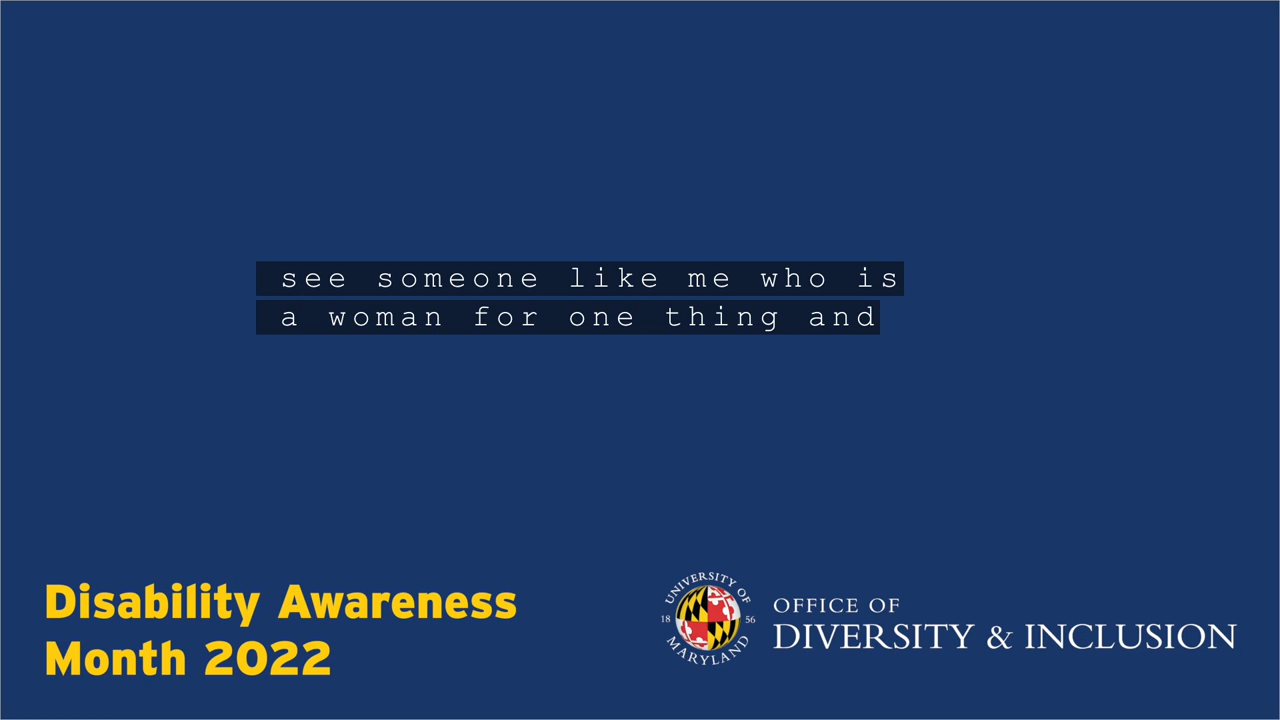 see someone like me who is
a woman for one thing and
Disability Awareness
Month 2022
UNIVERSITY OF
18 56
MARYLAND
OFFICE OF
DIVERSITY & INCLUSION